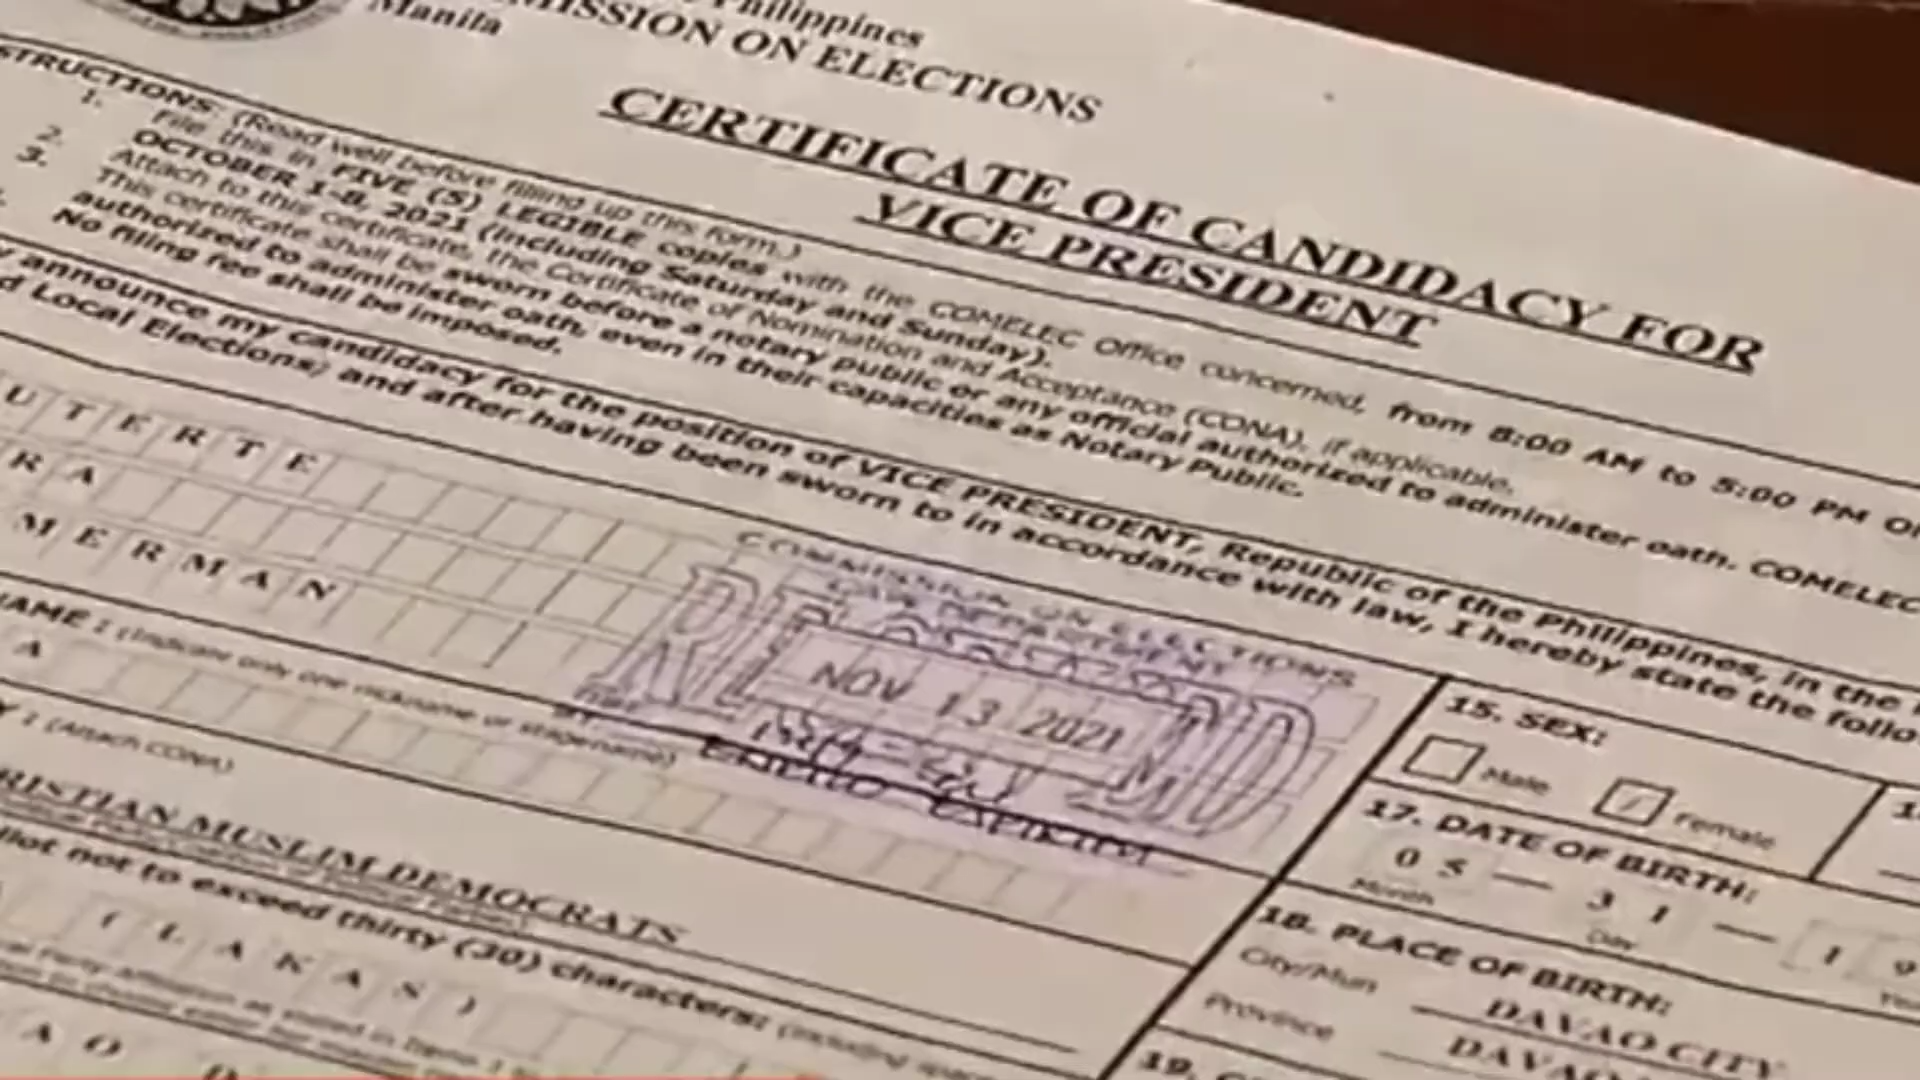 Philippines
MISSION ON ELECTIONS
Manila
CERTIFICATE OF CANDIDACY FOR
VICE PRESIDENT
STRUCTIONS: (Read well before filling up this form.)
1. File this in FIVE (5) LEGIBLE copies with the COMELEC Office concerned, from 8:00 AM to 5:00 PM
OCTOBER 1-8, 2021 (including Saturday and Sunday).
2. Attach to this certificate, the Certificate of Nomination and Acceptance (CONA), if applicable.
3. This certificate shall be sworn before a notary public or any official authorized to administer oath. COMELEC
authorized to administer oath, even in their capacities as Notary Public.
No filing fee shall be imposed.
announce my candidacy for the position of VICE PRESIDENT, Republic of the Philippines, in the
Local Elections; and after having been sworn to in accordance with law, I hereby state the
UTERTE
RA
MERMAN
COMMISSION ON ELECTIONS
LAW DEPARTMENT
NOV 13 2021
NAME: (Indicate only one nickname or stagename)
A
(Attach CONA)
RISTIAN MUSLIM DEMOCRATS
not to exceed thirty (30) characters: (including
(LAKAS)
15. SEX:
Male Female
17. DATE OF BIRTH:
05 — 31 — 19
Month Day
18. PLACE OF BIRTH:
City/Mun DAVAO CITY
Province DAVAO
19.